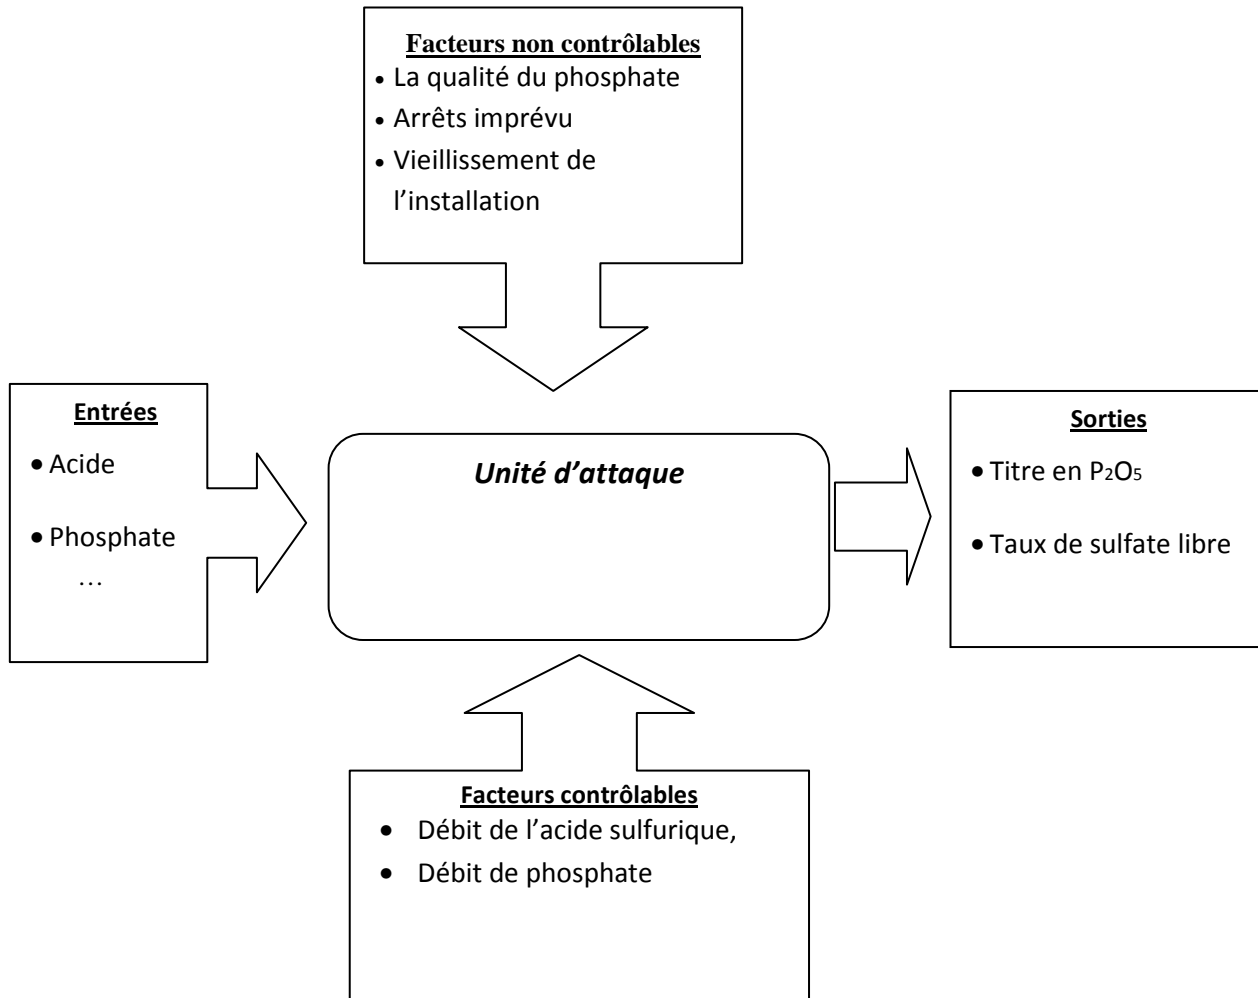 Facteurs non contrôlables
• La qualité du phosphate
• Arrêts imprévu
• Vieillissement de
l’installation
Entrées
• Acide
• Phosphate
…
Unité d’attaque
Sorties
• Titre en P₂O₅
• Taux de sulfate libre
Facteurs contrôlables
• Débit de l’acide sulfurique,
• Débit de phosphate